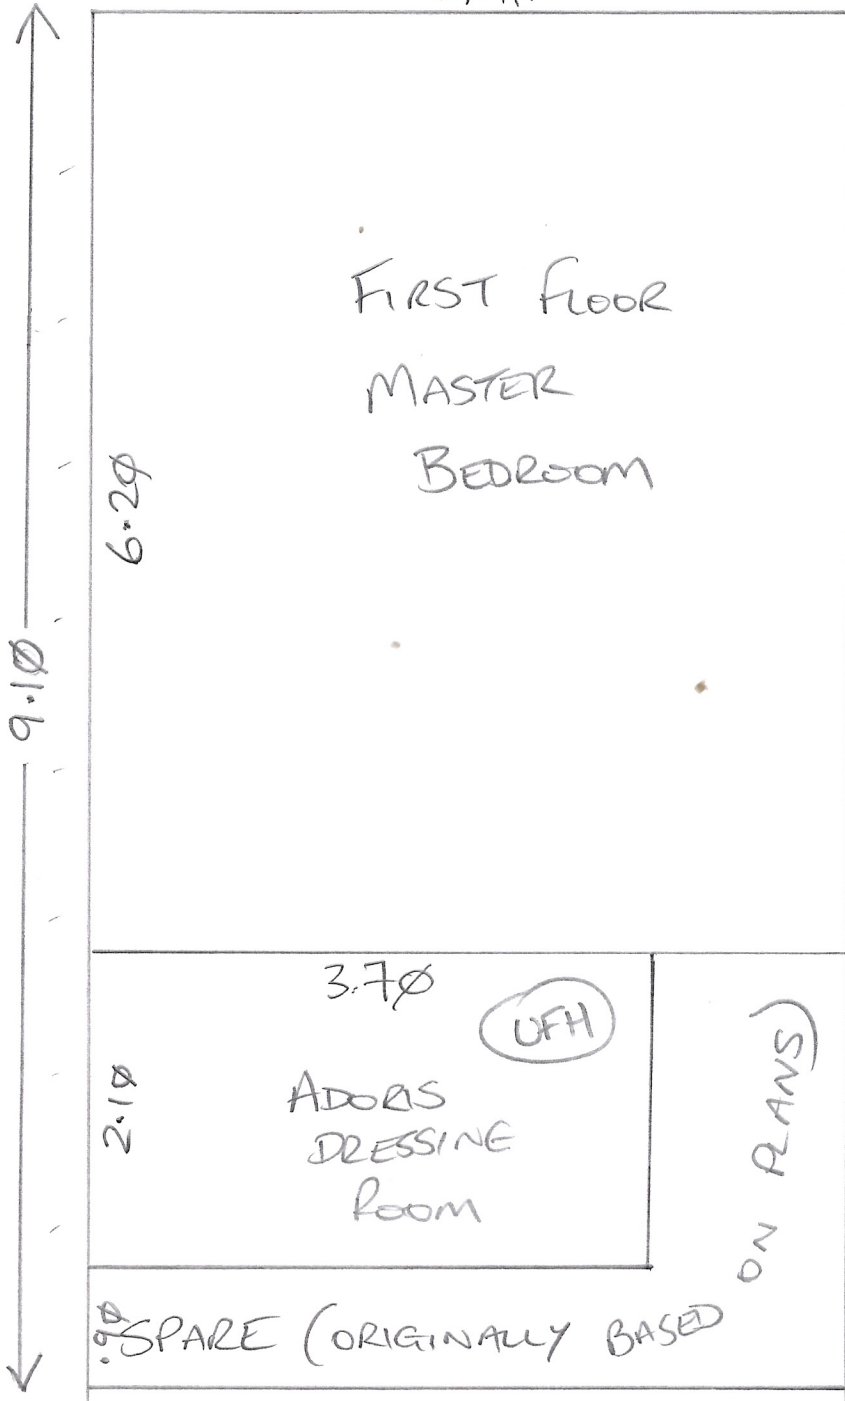 FIRST FLOOR
MASTER
BEDROOM
6.20
9.10
3.70
UFH
2.10
ADORIS
DRESSING
ROOM
.90
SPARE (ORIGINALLY BASED
ON PLANS)